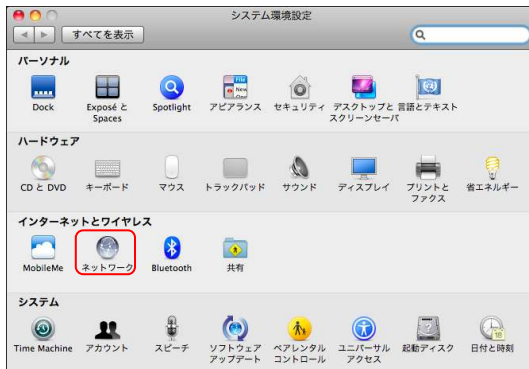 システム環境設定
すべてを表示
パーソナル
Dock
Exposé と
Spaces
Spotlight
アピアランス
セキュリティ
デスクトップと
スクリーンセーバ
言語とテキスト
ハードウェア
CD と DVD
キーボード
マウス
トラックパッド
サウンド
ディスプレイ
プリントと
ファクス
省エネルギー
インターネットとワイヤレス
MobileMe
ネットワーク
Bluetooth
共有
システム
Time Machine
アカウント
スピーチ
ソフトウェア
アップデート
ペアレンタル
コントロール
ユニバーサル
アクセス
起動ディスク
日付と時刻